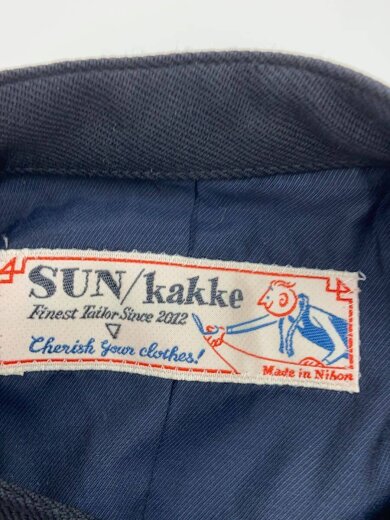 SUN/kakke
Finest Tailor Since 2012
Cherish your clothes!
Made in Nihon